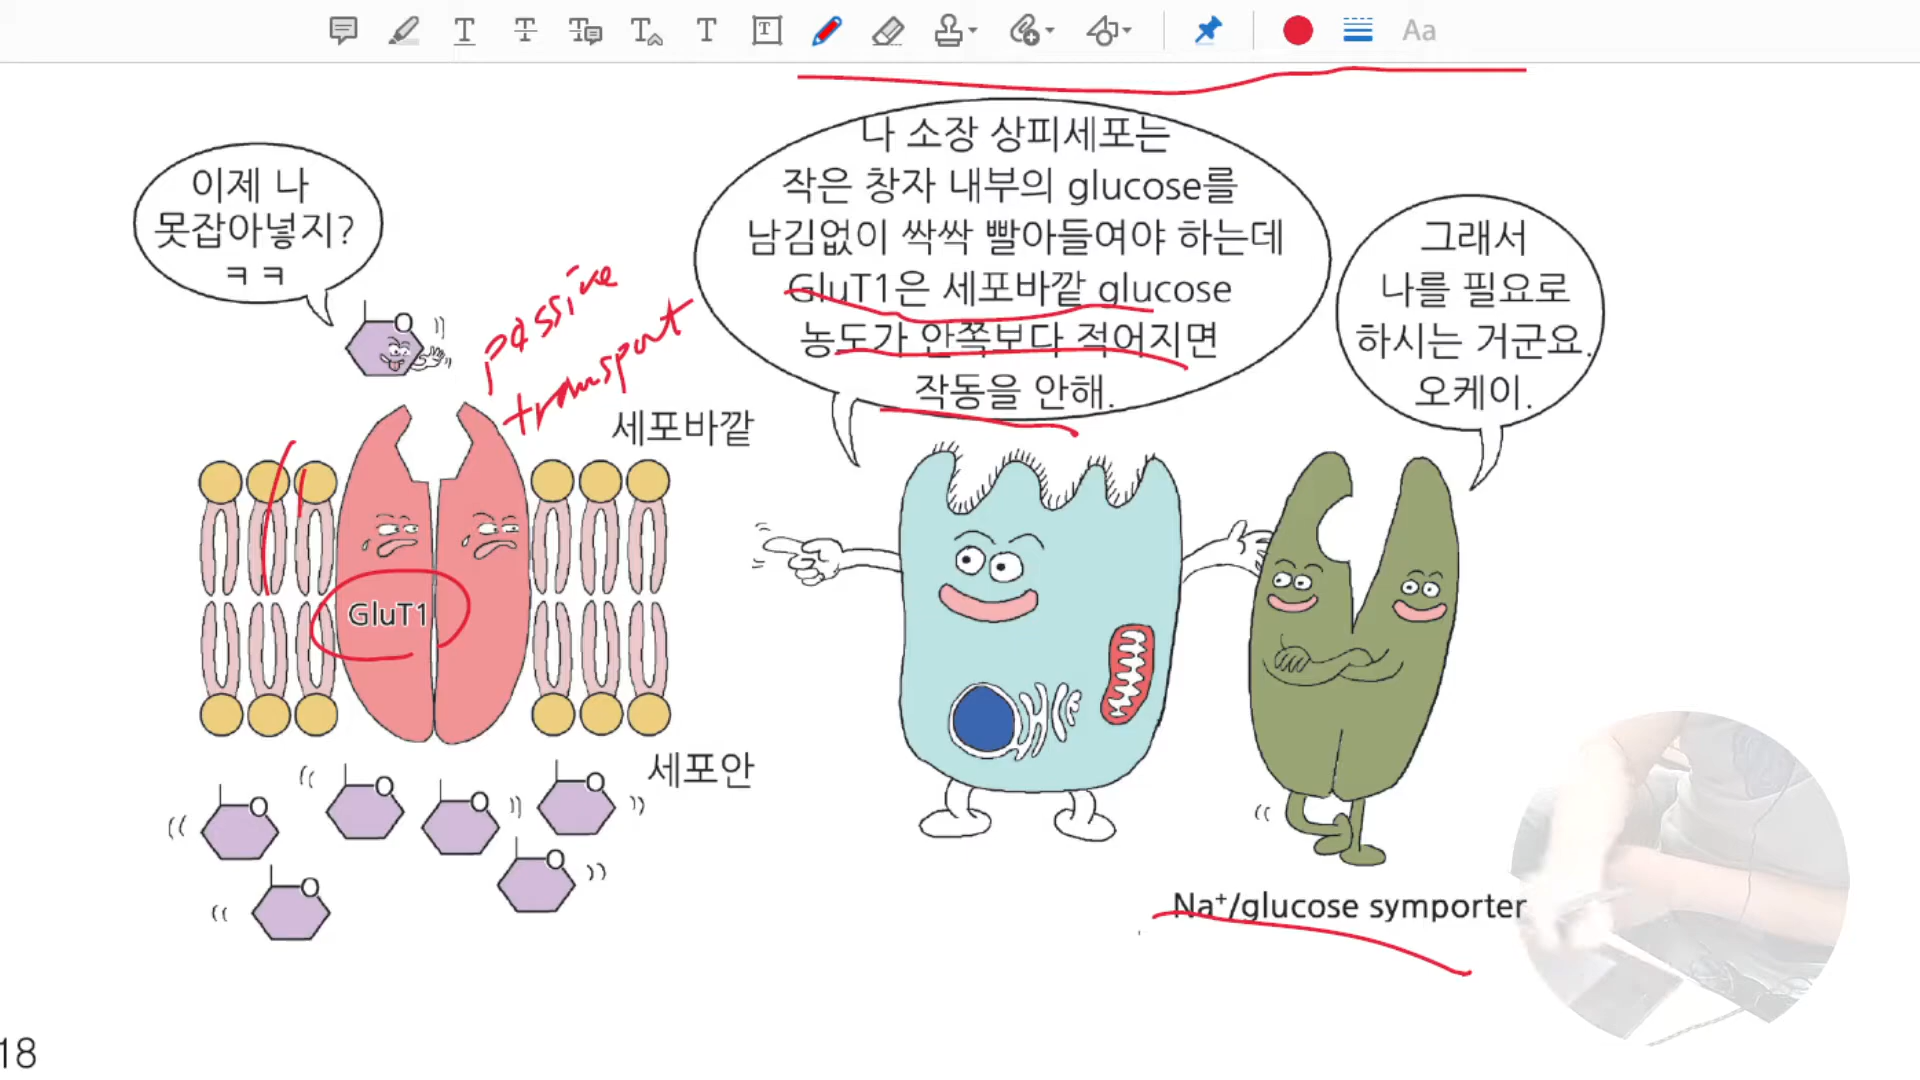 이제 나
못잡아넣지?
ㅋㅋ
나 소장 상피세포는
작은 창자 내부의 glucose를
남김없이 싹싹 빨아들여야 하는데
GluT1은 세포바깥 glucose
농도가 안쪽보다 적어지면
작동을 안해.
그래서
나를 필요로
하시는 거군요.
오케이.
passive
transport
세포바깥
GluT1
세포안
O
O
O
O
O
O
O
Na⁺/glucose symporter
18
T
T
T
T
T
T
Aa